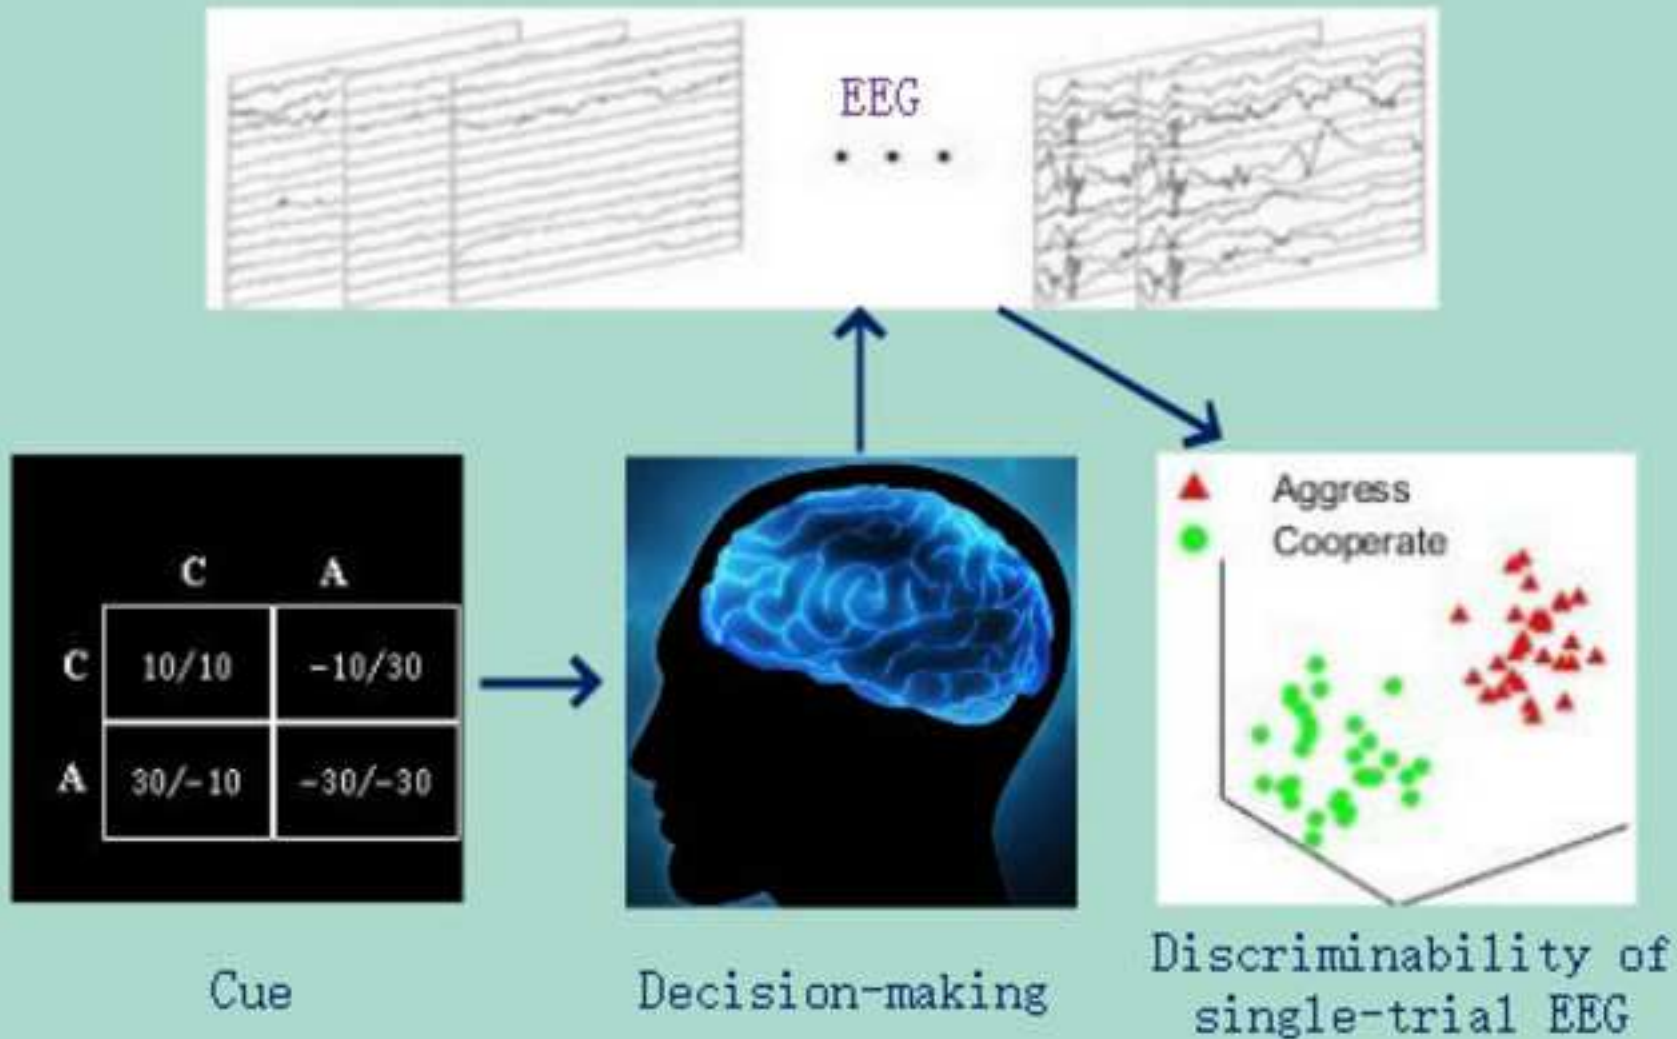 EEG
C A
C 10/10 -10/30
A 30/-10 -30/-30
Aggress
Cooperate
Cue
Decision-making
Discriminability of
single-trial EEG